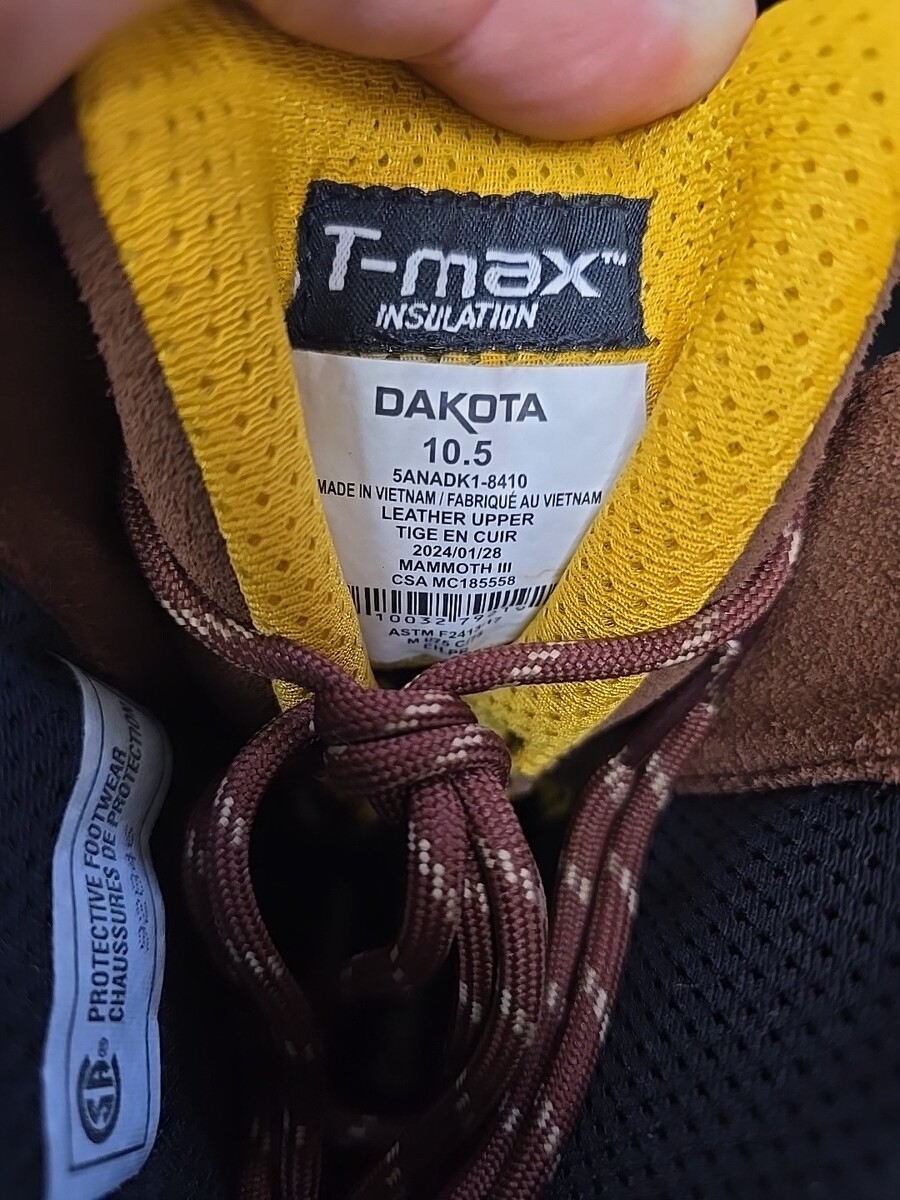 T-max™
INSULATION
DAKOTA
10.5
5ANADK1-8410
MADE IN VIETNAM / FABRIQUÉ AU VIETNAM
LEATHER UPPER
TIGE EN CUIR
2024/01/28
MAMMOTH III
CSA MC185558
ASTM
PROTECTIVE FOOTWEAR
CHAUSSURES DE PROTECTION